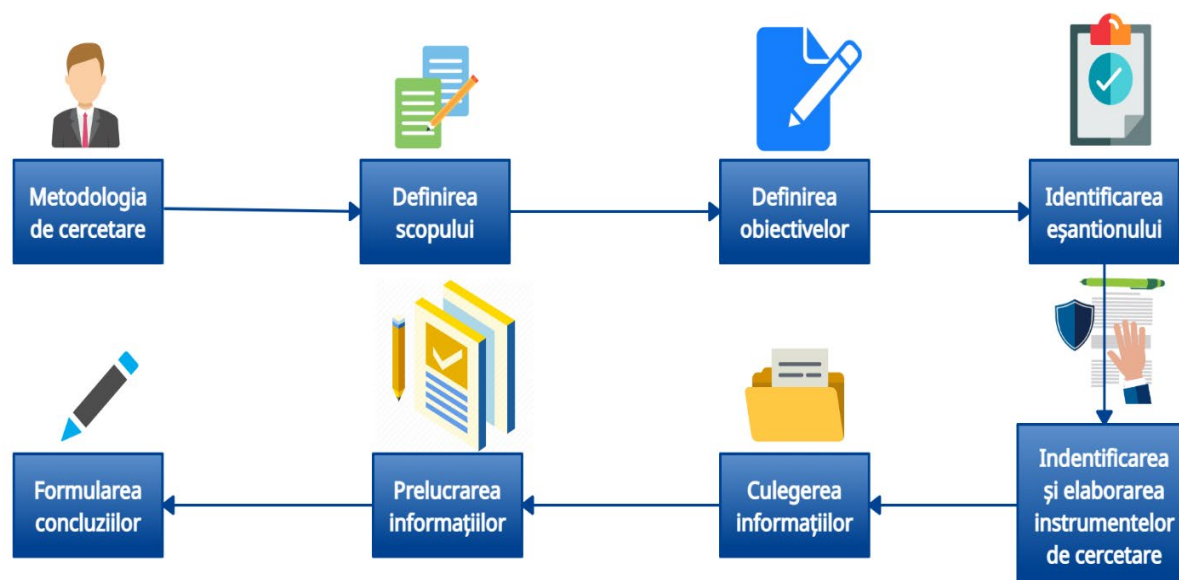 Metodologia
de cercetare
Definirea
scopului
Definirea
obiectivelor
Identificarea
eșantionului
Indentificarea
și elaborarea
instrumentelor
de cercetare
Culegerea
informațiilor
Prelucrarea
informațiilor
Formularea
concluziilor